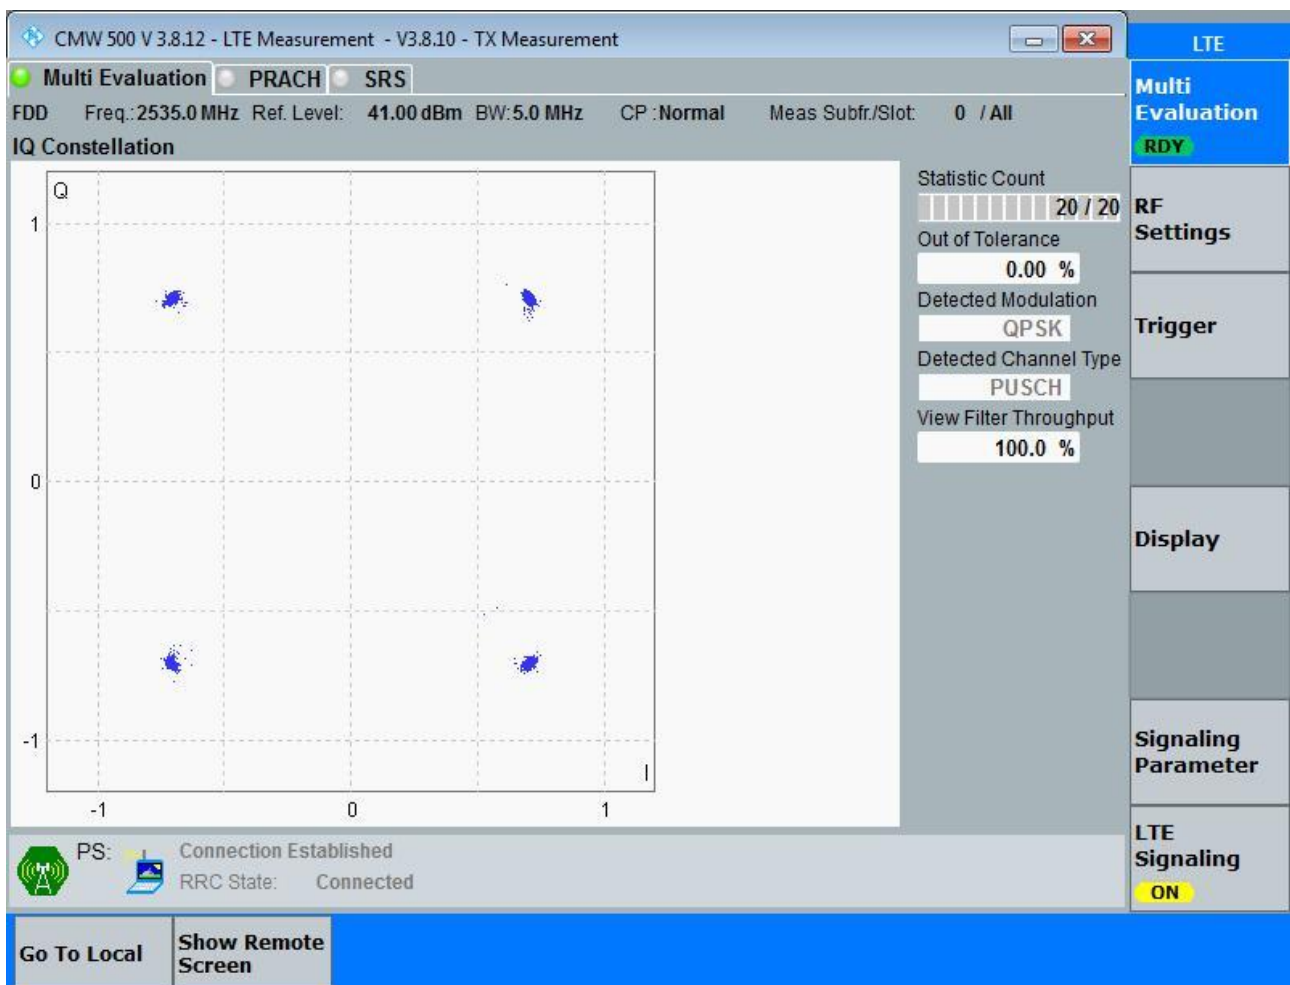 CMW 500 V 3.8.12 - LTE Measurement - V3.8.10 - TX Measurement
LTE
Multi Evaluation PRACH SRS
FDD Freq.: 2535.0 MHz Ref. Level: 41.00 dBm BW: 5.0 MHz CP : Normal Meas Subfr./Slot: 0 / All
IQ Constellation
Q
1
0
-1
I
-1 0 1
Statistic Count
20 / 20
Out of Tolerance
0.00 %
Detected Modulation
QPSK
Detected Channel Type
PUSCH
View Filter Throughput
100.0 %
Multi
Evaluation
RDY
RF
Settings
Trigger
Display
Signaling
Parameter
LTE
Signaling
ON
PS: Connection Established
RRC State: Connected
Go To Local
Show Remote
Screen